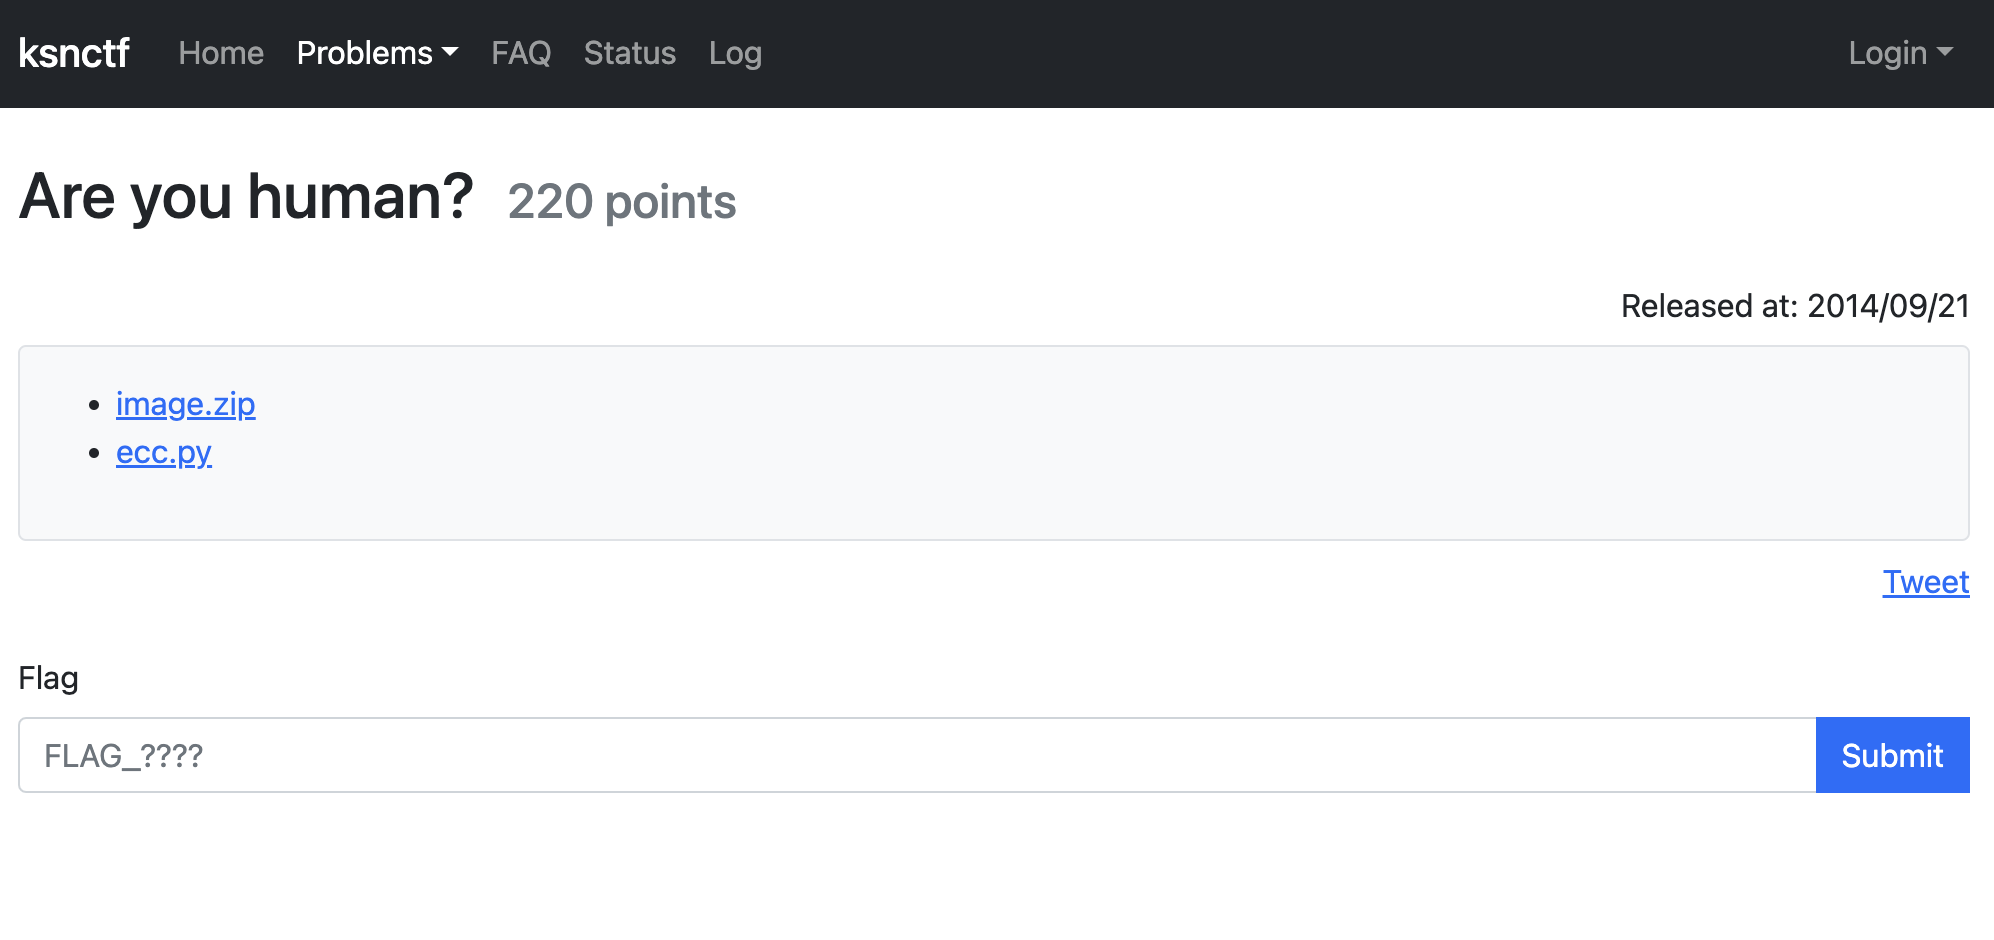 ksnctf Home Problems FAQ Status Log Login
Are you human? 220 points
Released at: 2014/09/21
image.zip
ecc.py
Tweet
Flag
FLAG_????
Submit